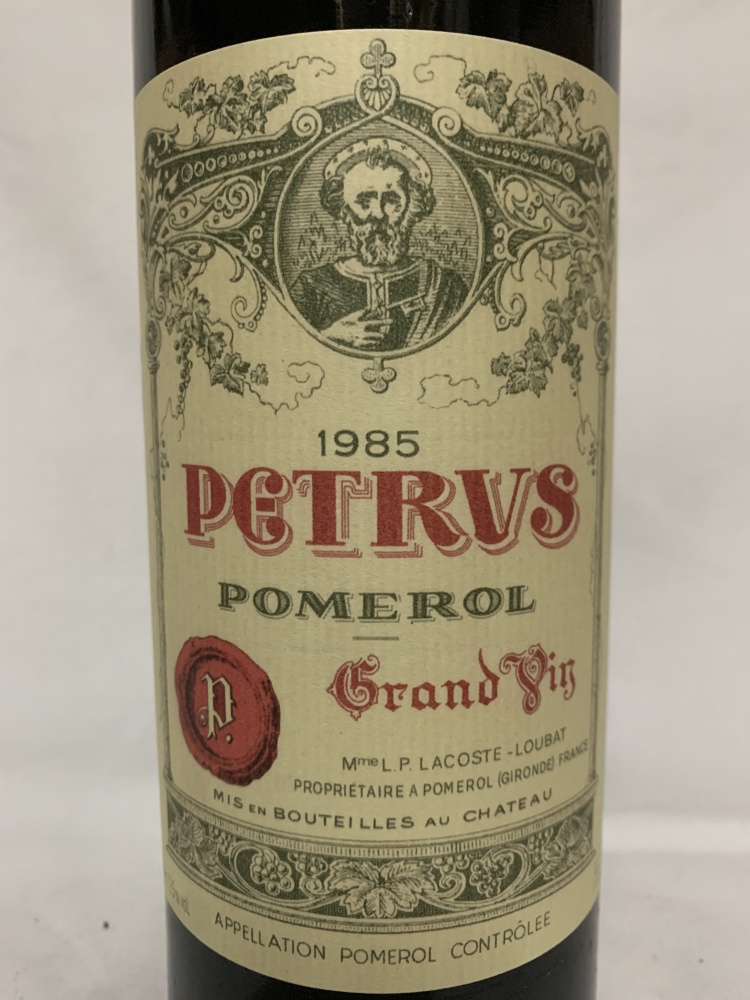 1985
PETRVS
POMEROL
Grand Vin
P.
Mme L.P. LACOSTE - LOUBAT
PROPRIÉTAIRE A POMEROL (GIRONDE) FRANCE
MIS EN BOUTEILLES AU CHATEAU
APPELLATION POMEROL CONTRÔLEE